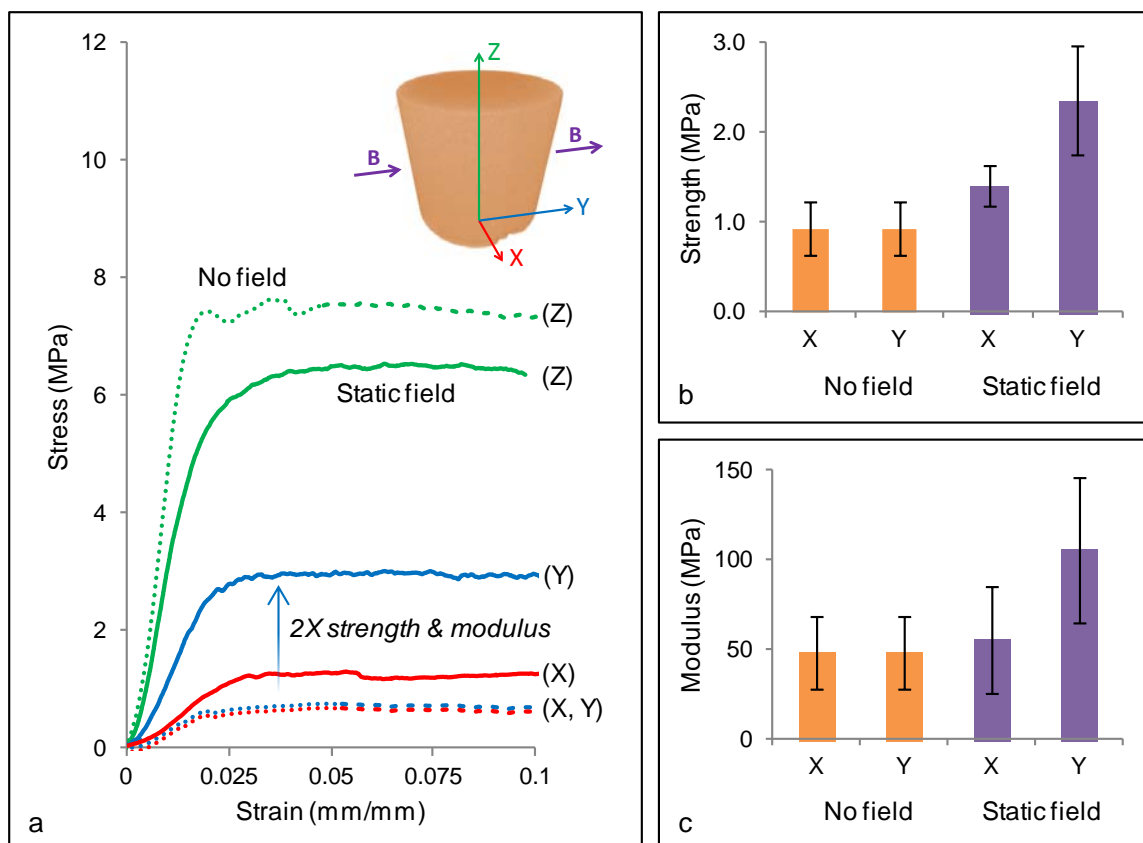 12
10
8
6
4
2
0
Stress (MPa)
0
0.025
0.05
0.075
0.1
Strain (mm/mm)
Z
B
B
Y
X
No field
(Z)
(Z)
Static field
(Y)
2X strength & modulus
(X)
(X, Y)
a
3.0
2.0
1.0
0.0
Strength (MPa)
X Y X Y
No field Static field
b
150
100
50
0
Modulus (MPa)
X Y X Y
No field Static field
c